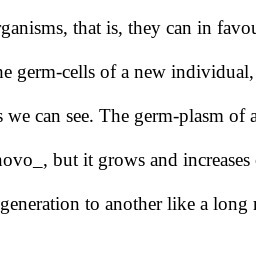 rganisms, that is, they can in favou
he germ-cells of a new individual,
s we can see. The germ-plasm of a
novo_, but it grows and increases
generation to another like a long